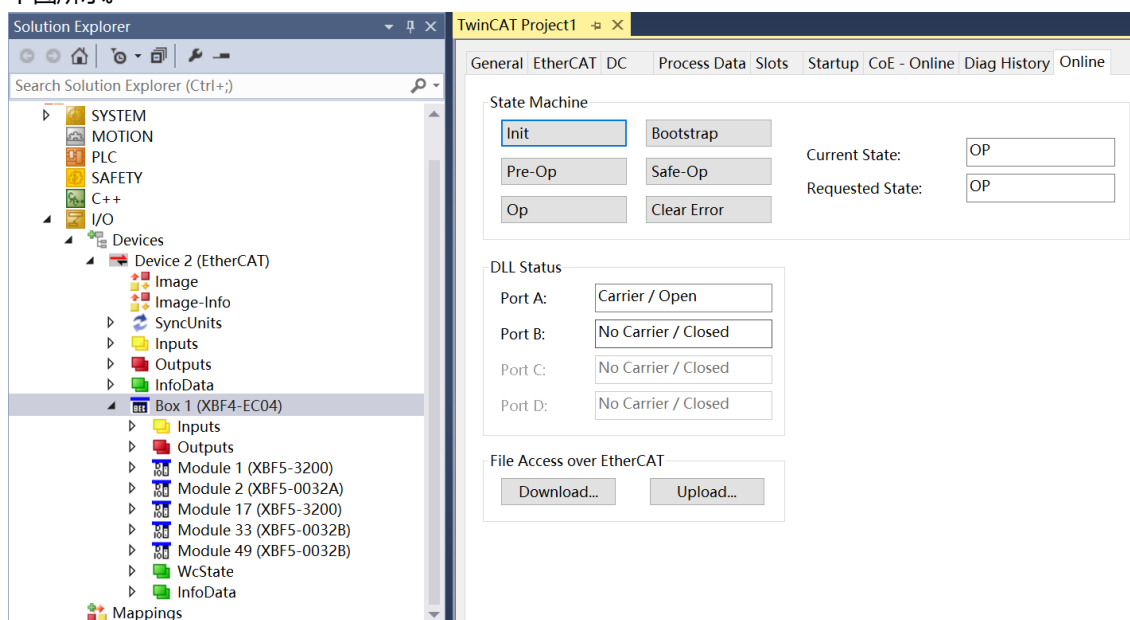 下图所示。
Solution Explorer
Search Solution Explorer (Ctrl+;)
SYSTEM
MOTION
PLC
SAFETY
C++
I/O
Devices
Device 2 (EtherCAT)
Image
Image-Info
SyncUnits
Inputs
Outputs
InfoData
Box 1 (XBF4-EC04)
Inputs
Outputs
Module 1 (XBF5-3200)
Module 2 (XBF5-0032A)
Module 17 (XBF5-3200)
Module 33 (XBF5-0032B)
Module 49 (XBF5-0032B)
WcState
InfoData
Mappings
TwinCAT Project1
General EtherCAT DC Process Data Slots Startup CoE - Online Diag History Online
State Machine
Init Bootstrap
Pre-Op Safe-Op
Op Clear Error
Current State: OP
Requested State: OP
DLL Status
Port A: Carrier / Open
Port B: No Carrier / Closed
Port C: No Carrier / Closed
Port D: No Carrier / Closed
File Access over EtherCAT
Download... Upload...